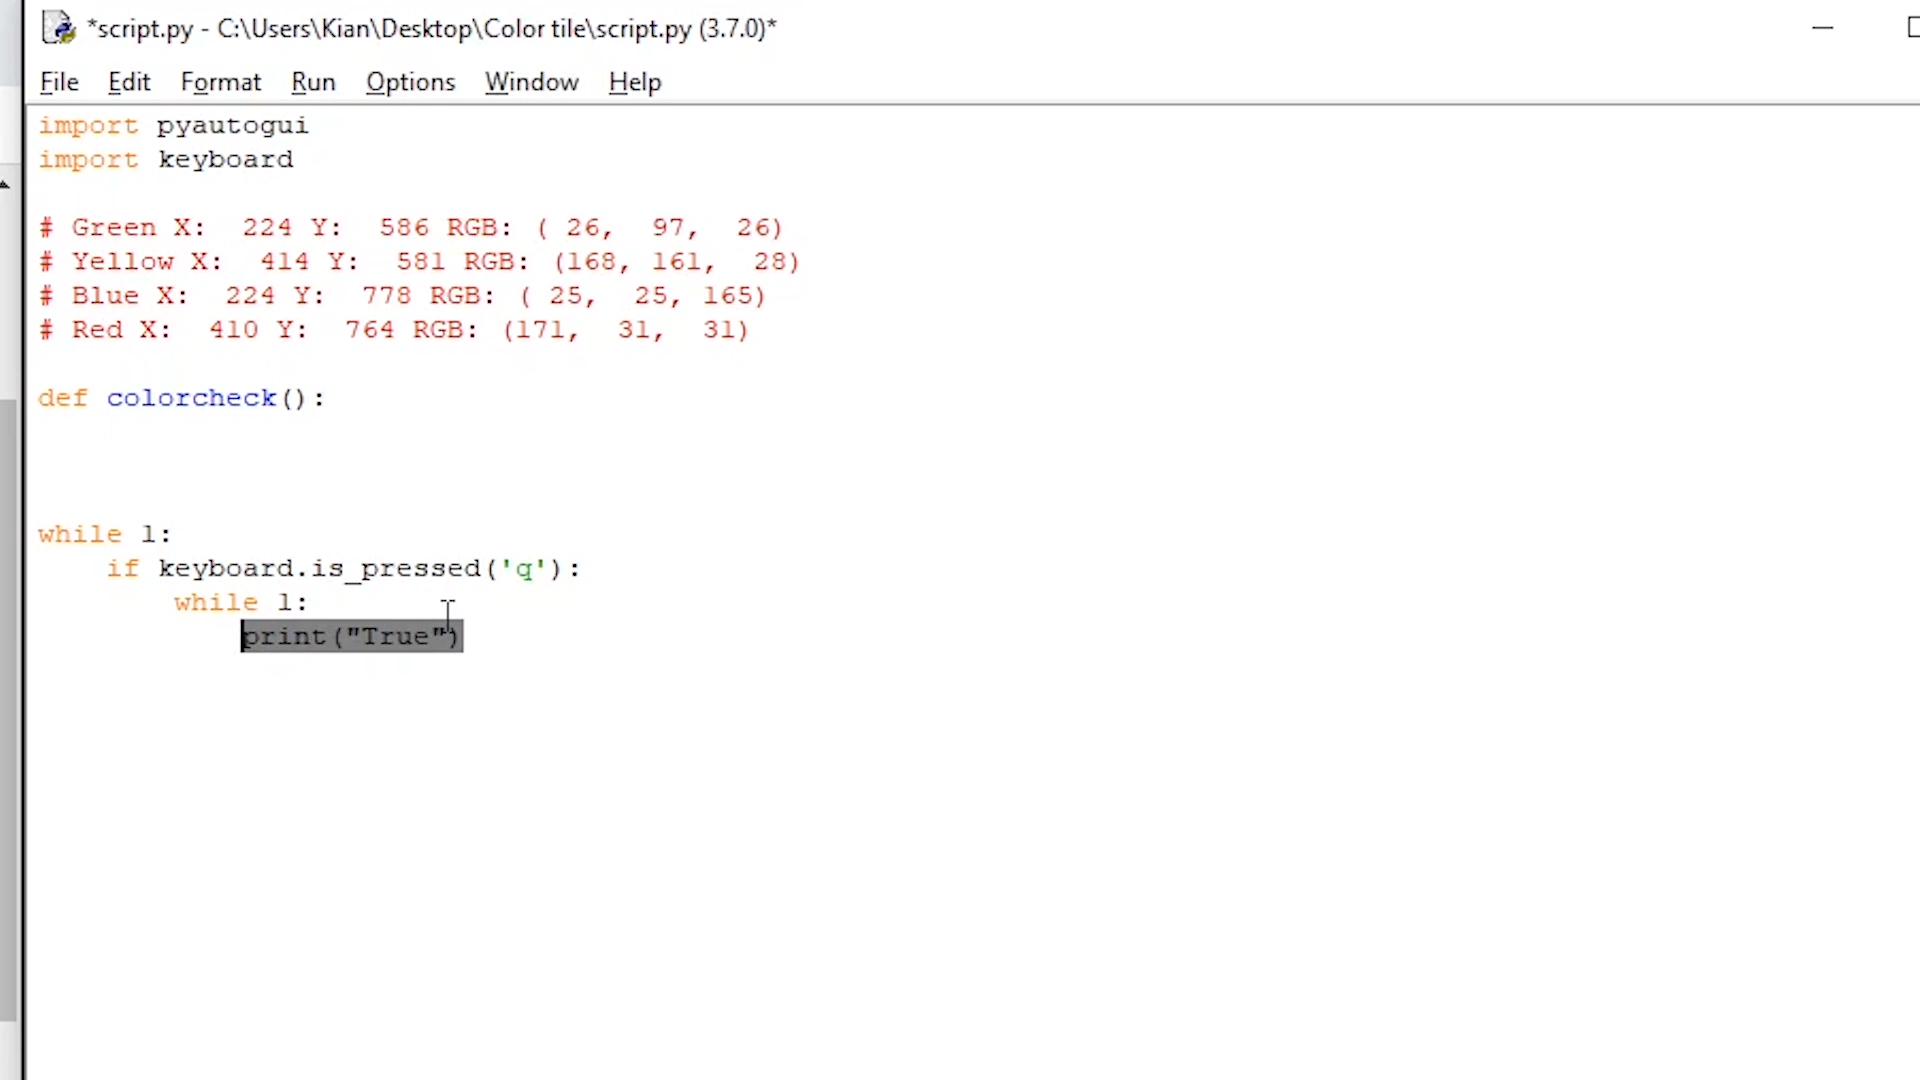 *script.py - C:\Users\Kian\Desktop\Color tile\script.py (3.7.0)*
File Edit Format Run Options Window Help
import pyautogui
import keyboard
# Green X:  224 Y:  586 RGB: ( 26,  97,  26)
# Yellow X:  414 Y:  581 RGB: (168, 161,  28)
# Blue X:  224 Y:  778 RGB: ( 25,  25, 165)
# Red X:  410 Y:  764 RGB: (171,  31,  31)
def colorcheck():
while 1:
    if keyboard.is_pressed('q'):
        while 1:
            print("True")